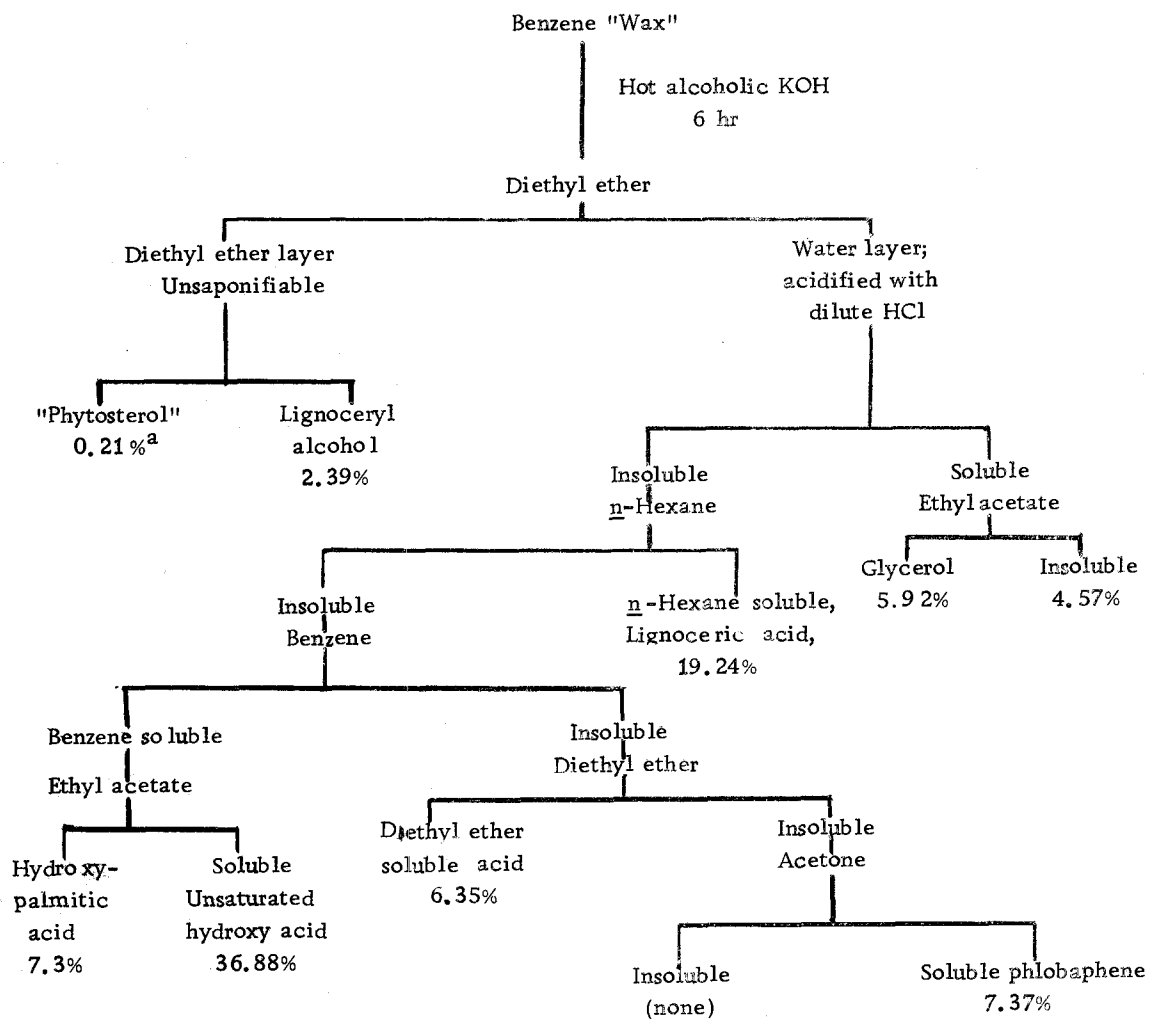 Benzene "Wax"
Hot alcoholic KOH
6 hr
Diethyl ether
Diethyl ether layer
Unsaponifiable
Water layer;
acidified with
dilute HCl
"Phytosterol"
0.21%ª
Lignoceryl
alcohol
2.39%
Insoluble
n-Hexane
Soluble
Ethyl acetate
Glycerol
5.92%
Insoluble
4.57%
Insoluble
Benzene
n-Hexane soluble,
Lignoceric acid,
19.24%
Benzene soluble
Ethyl acetate
Insoluble
Diethyl ether
Hydroxy-
palmitic
acid
7.3%
Soluble
Unsaturated
hydroxy acid
36.88%
Diethyl ether
soluble acid
6.35%
Insoluble
Acetone
Insoluble
(none)
Soluble phlobaphene
7.37%